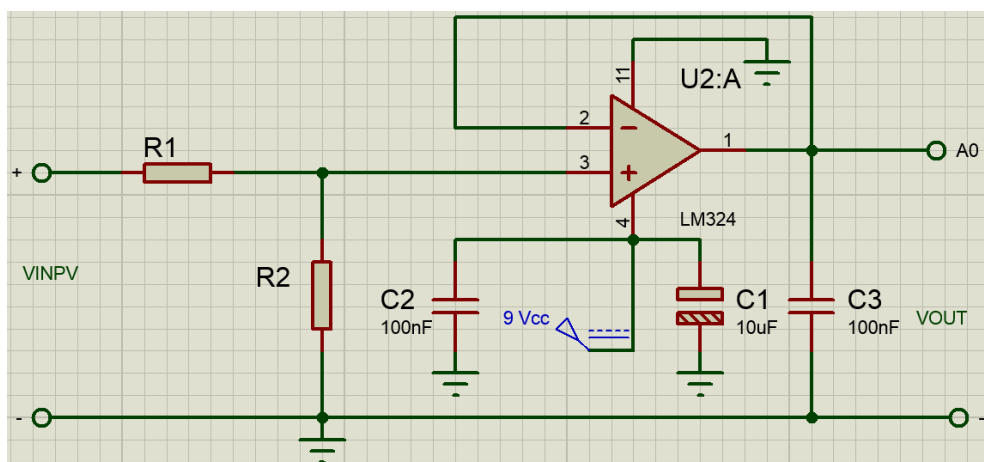 11
U2:A
2
R1
1
A0
+
3
4
LM324
VINPV
R2
C2
100nF
9 Vcc
C1
10uF
C3
100nF
VOUT
-
-